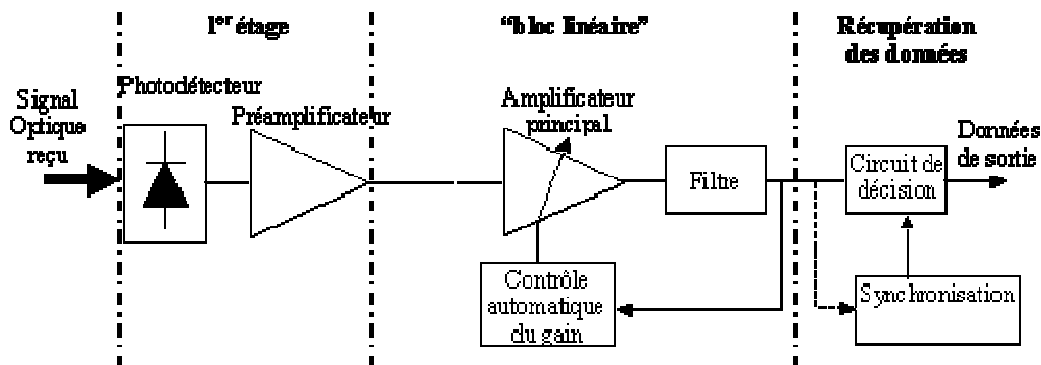 1er étage
"bloc linéaire"
Récupération
des données
Photodétecteur
Signal
Optique
reçu
Préamplificateur
Amplificateur
principal
Filtre
Circuit de
décision
Données
de sortie
Contrôle
automatique
du gain
Synchronisation